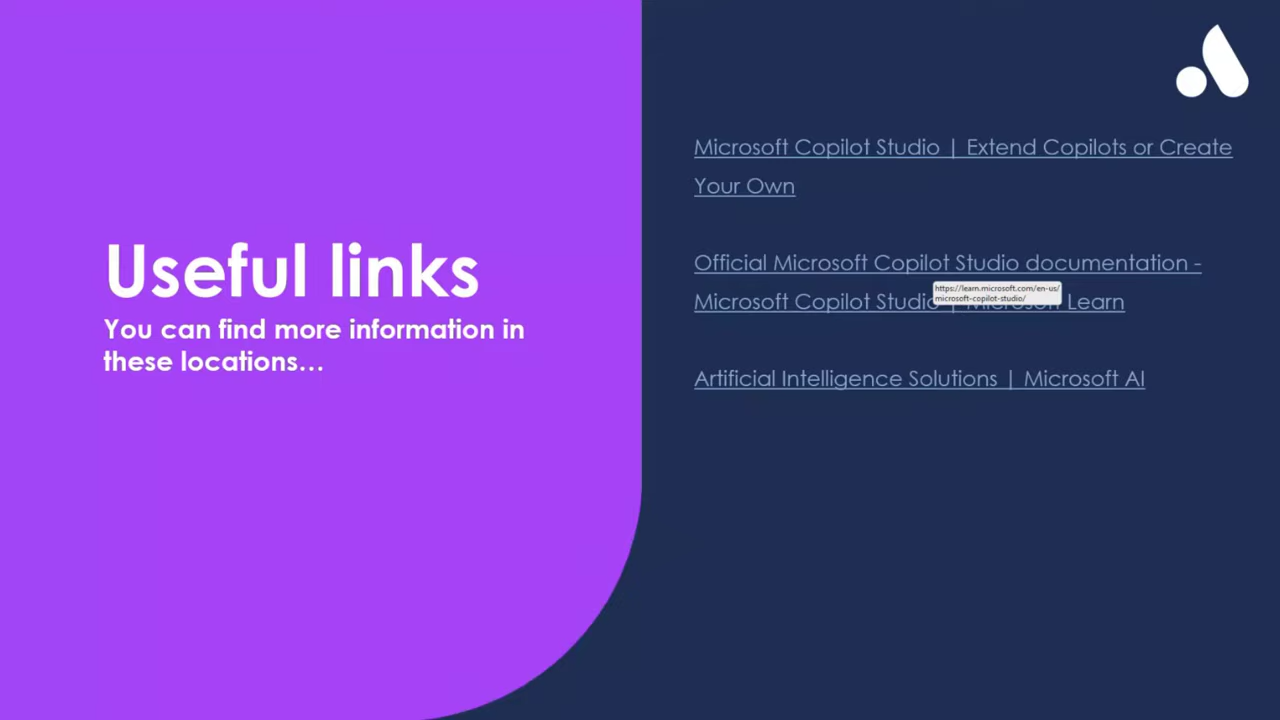 Useful links
You can find more information in
these locations…
Microsoft Copilot Studio | Extend Copilots or Create
Your Own
Official Microsoft Copilot Studio documentation -
Microsoft Copilot Studio | Microsoft Learn
https://learn.microsoft.com/en-us/
microsoft-copilot-studio/
Artificial Intelligence Solutions | Microsoft AI